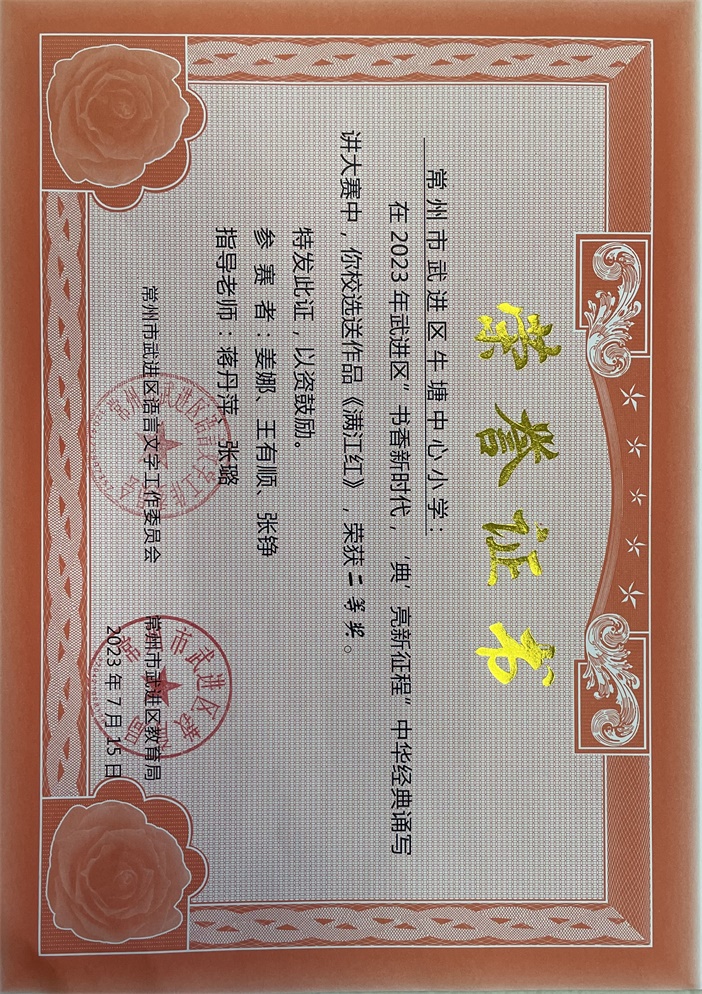 荣誉证书
常州市武进区牛塘中心小学：
在2023年武进区“书香新时代，‘典’亮新征程”中华经典诵写
讲大赛中，你校选送作品《满江红》，荣获二等奖。
特发此证，以资鼓励。
参赛者：姜娜、王有顺、张铮
指导老师：蒋丹萍、张璐
常州市武进区语言文字工作委员会 常州市武进区教育局
2023年7月15日